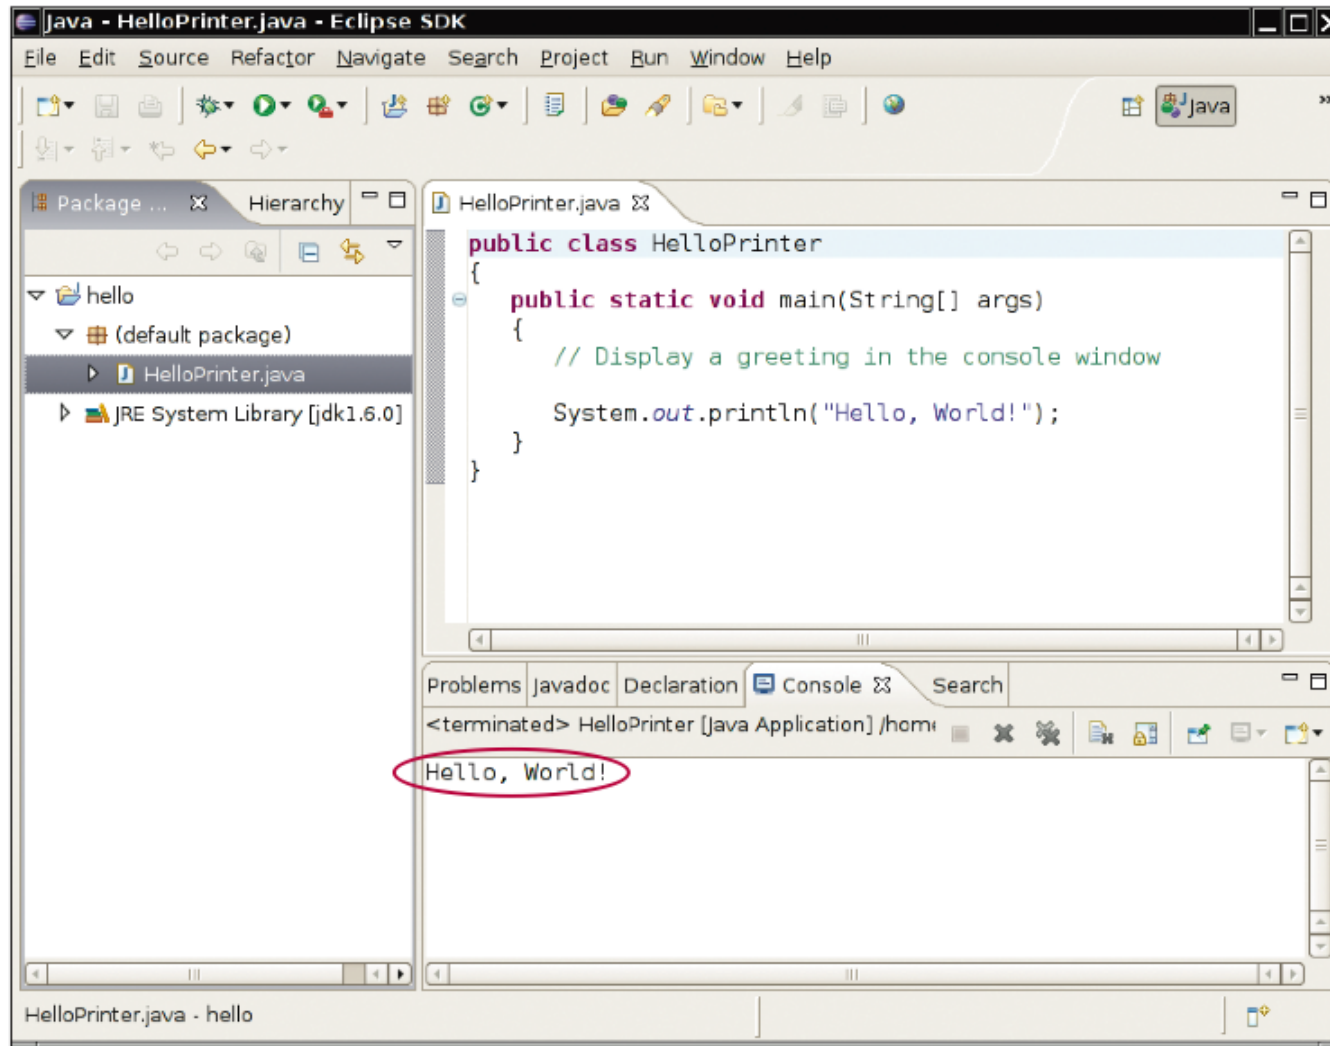 Java - HelloPrinter.java - Eclipse SDK
File Edit Source Refactor Navigate Search Project Run Window Help
Java
Package ... Hierarchy
hello
(default package)
HelloPrinter.java
JRE System Library [jdk1.6.0]
HelloPrinter.java
public class HelloPrinter
{
public static void main(String[] args)
{
// Display a greeting in the console window
System.out.println("Hello, World!");
}
}
Problems Javadoc Declaration Console Search
<terminated> HelloPrinter [Java Application] /home
Hello, World!
HelloPrinter.java - hello